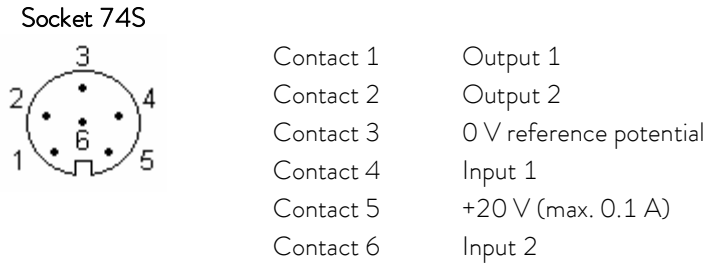 Socket 74S
3
2
4
6
1
5
Contact 1 Output 1
Contact 2 Output 2
Contact 3 0 V reference potential
Contact 4 Input 1
Contact 5 +20 V (max. 0.1 A)
Contact 6 Input 2